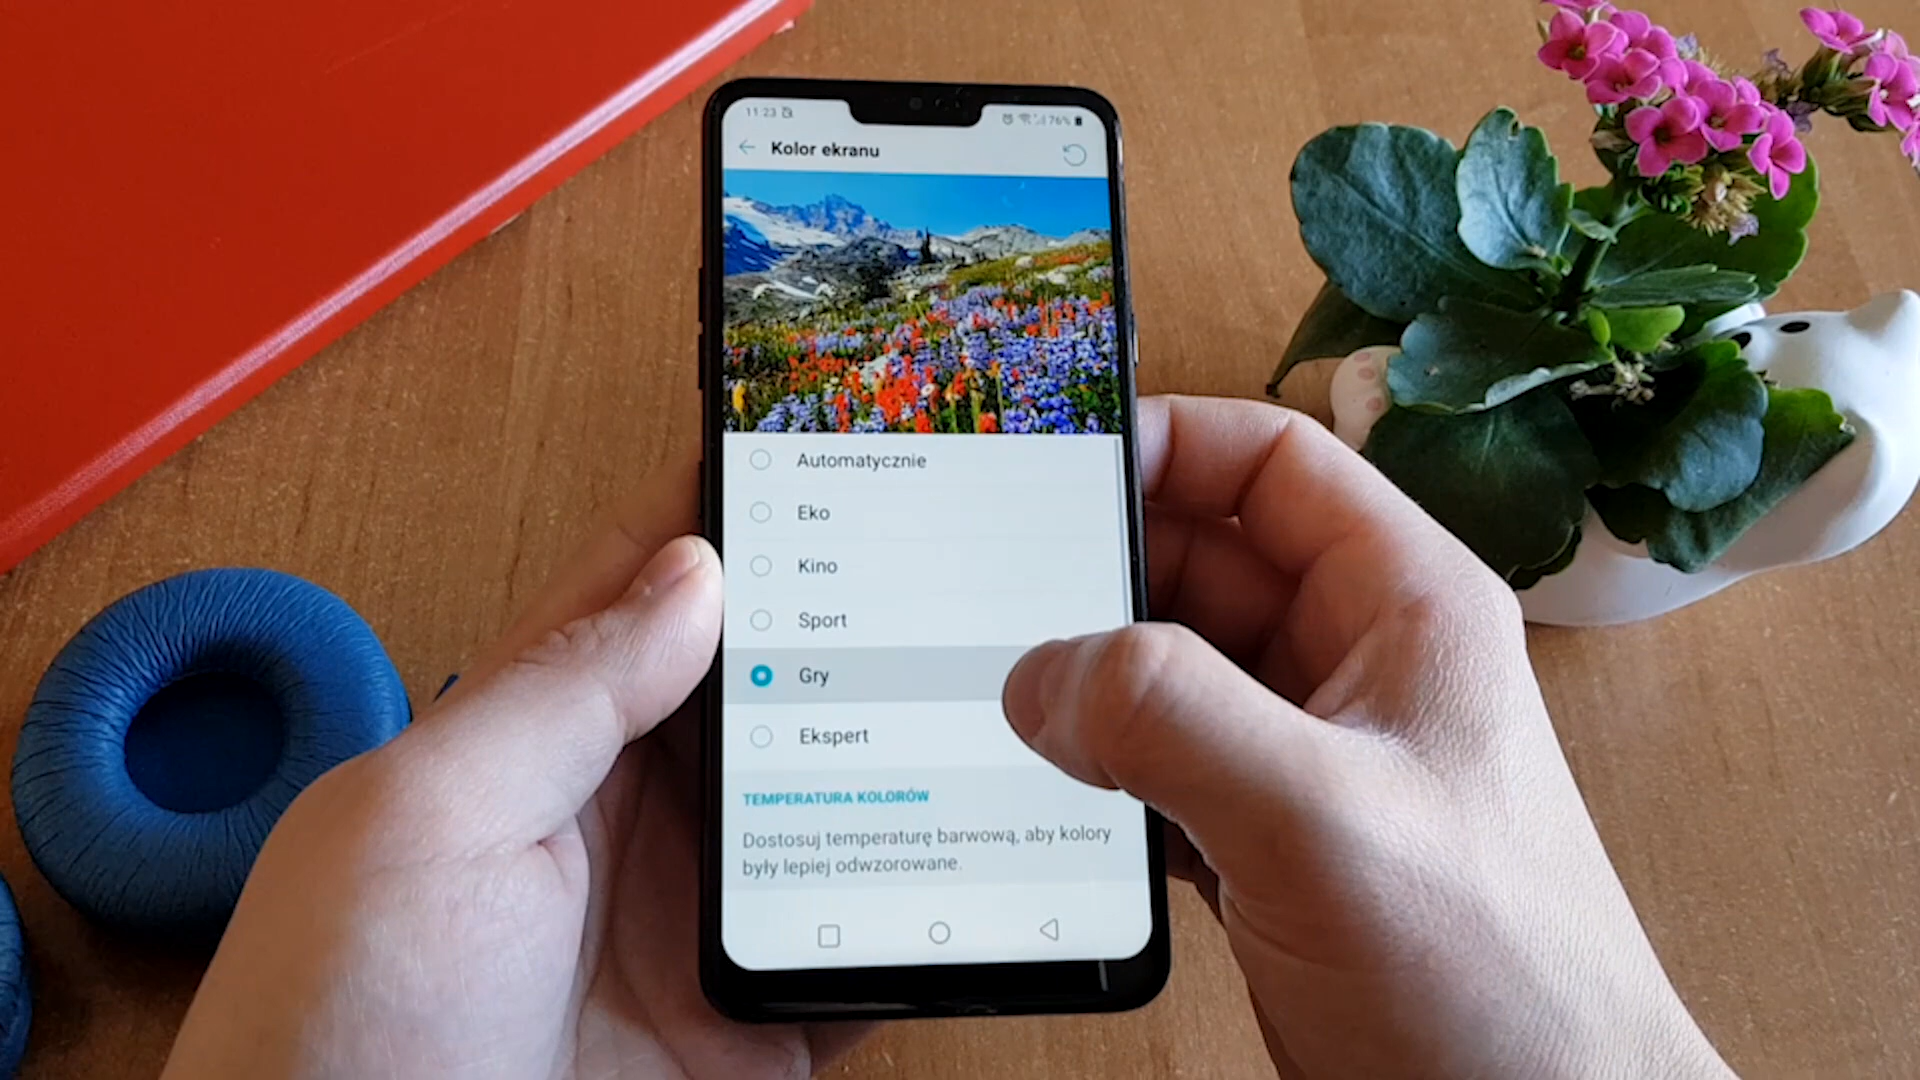 11:23
76%
Kolor ekranu
Automatycznie
Eko
Kino
Sport
Gry
Ekspert
TEMPERATURA KOLORÓW
Dostosuj temperaturę barwową, aby kolory
były lepiej odwzorowane.